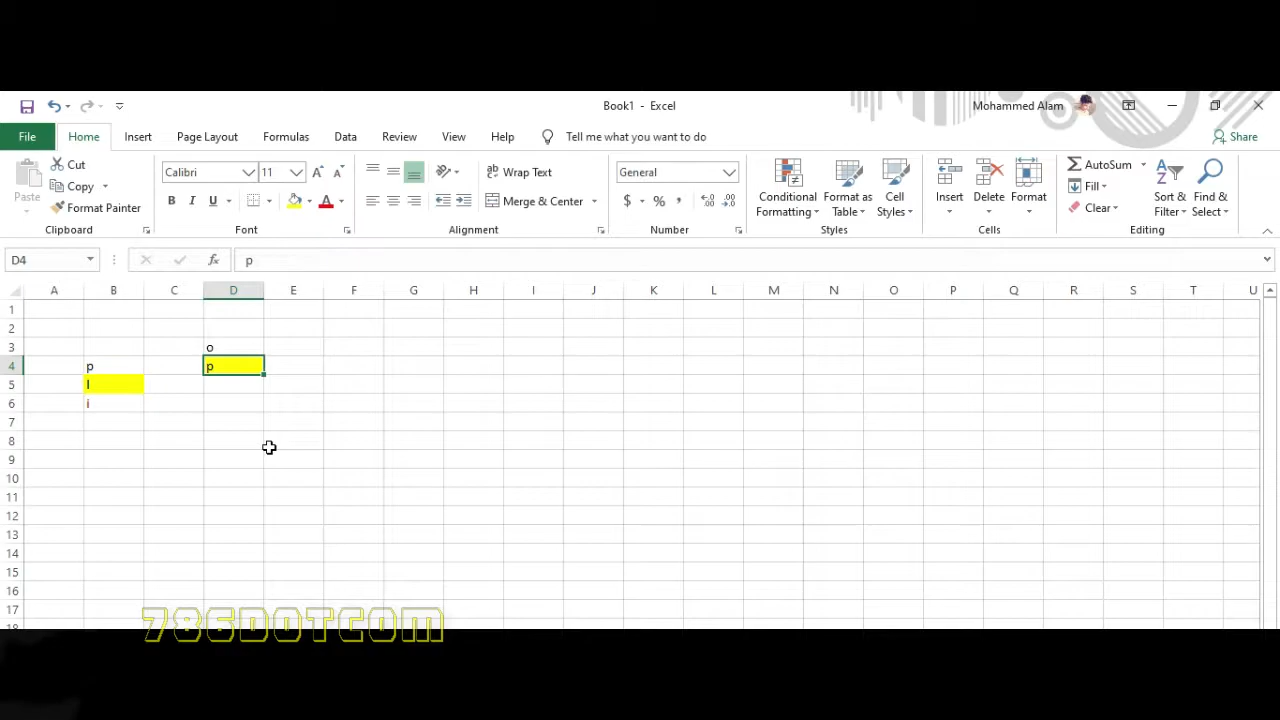 Book1 - Excel
Mohammed Alam
File Home Insert Page Layout Formulas Data Review View Help Tell me what you want to do
Share
Paste
Cut
Copy
Format Painter
Clipboard
Calibri 11
B I U
Font
Wrap Text
Merge & Center
Alignment
General
$ % ,
Number
Conditional Formatting
Format as Table
Cell Styles
Styles
Insert
Delete
Format
Cells
AutoSum
Fill
Clear
Sort & Filter
Find & Select
Editing
D4 fx p
A B C D E F G H I J K L M N O P Q R S T U
1
2
3 o
4 p p
5 l
6 i
7
8
9
10
11
12
13
14
15
16
17
18
786DOTCOM